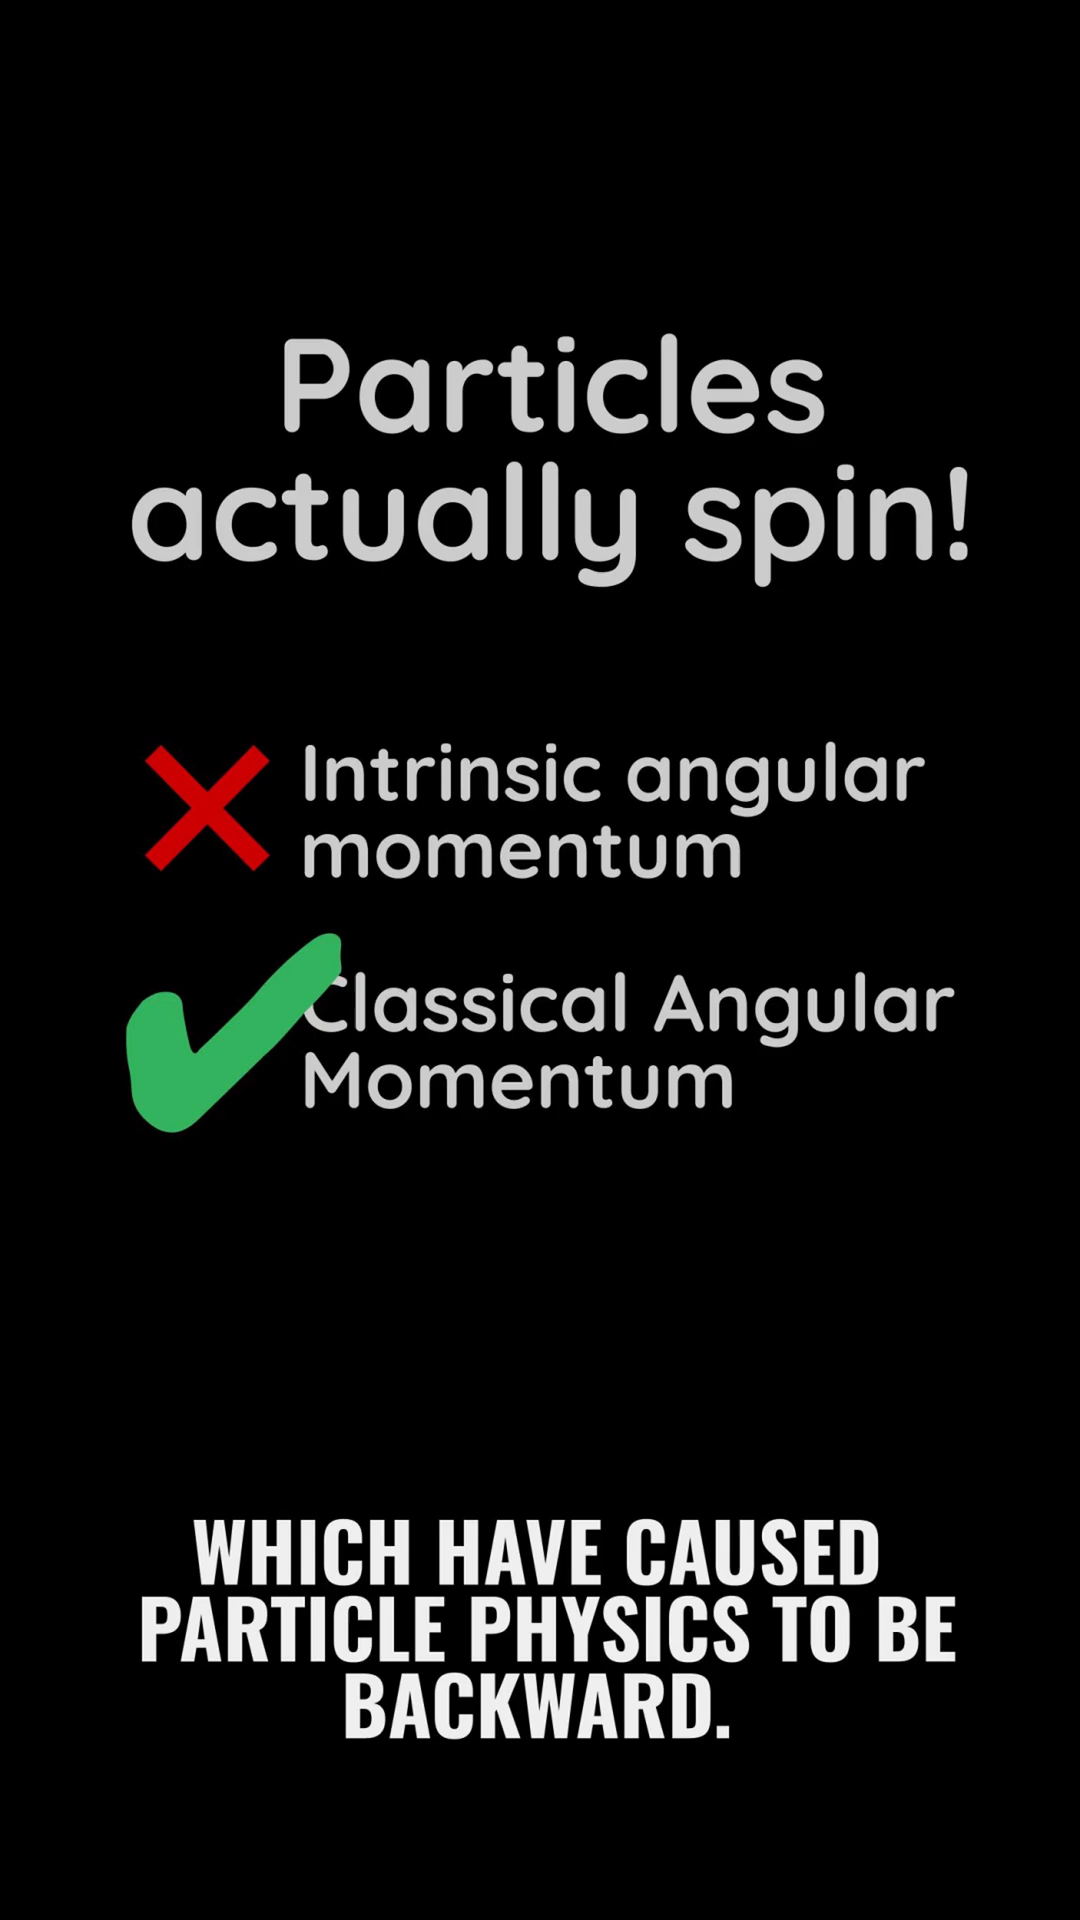 Particles
actually spin!
Intrinsic angular
momentum
Classical Angular
Momentum
WHICH HAVE CAUSED
PARTICLE PHYSICS TO BE
BACKWARD.